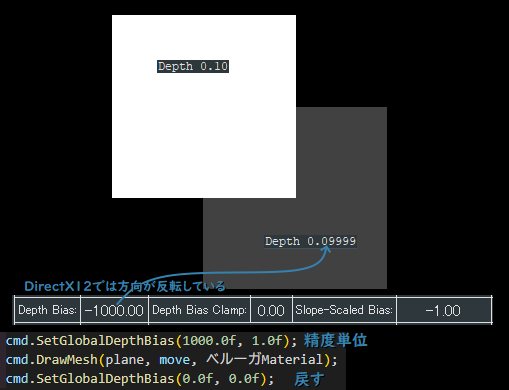 Depth 0.10
Depth 0.09999
DirectX12では方向が反転している
Depth Bias: -1000.00 Depth Bias Clamp: 0.00 Slope-Scaled Bias: -1.00
cmd.SetGlobalDepthBias(1000.0f, 1.0f); 精度単位
cmd.DrawMesh(plane, move, ベルーガMaterial);
cmd.SetGlobalDepthBias(0.0f, 0.0f); 戻す